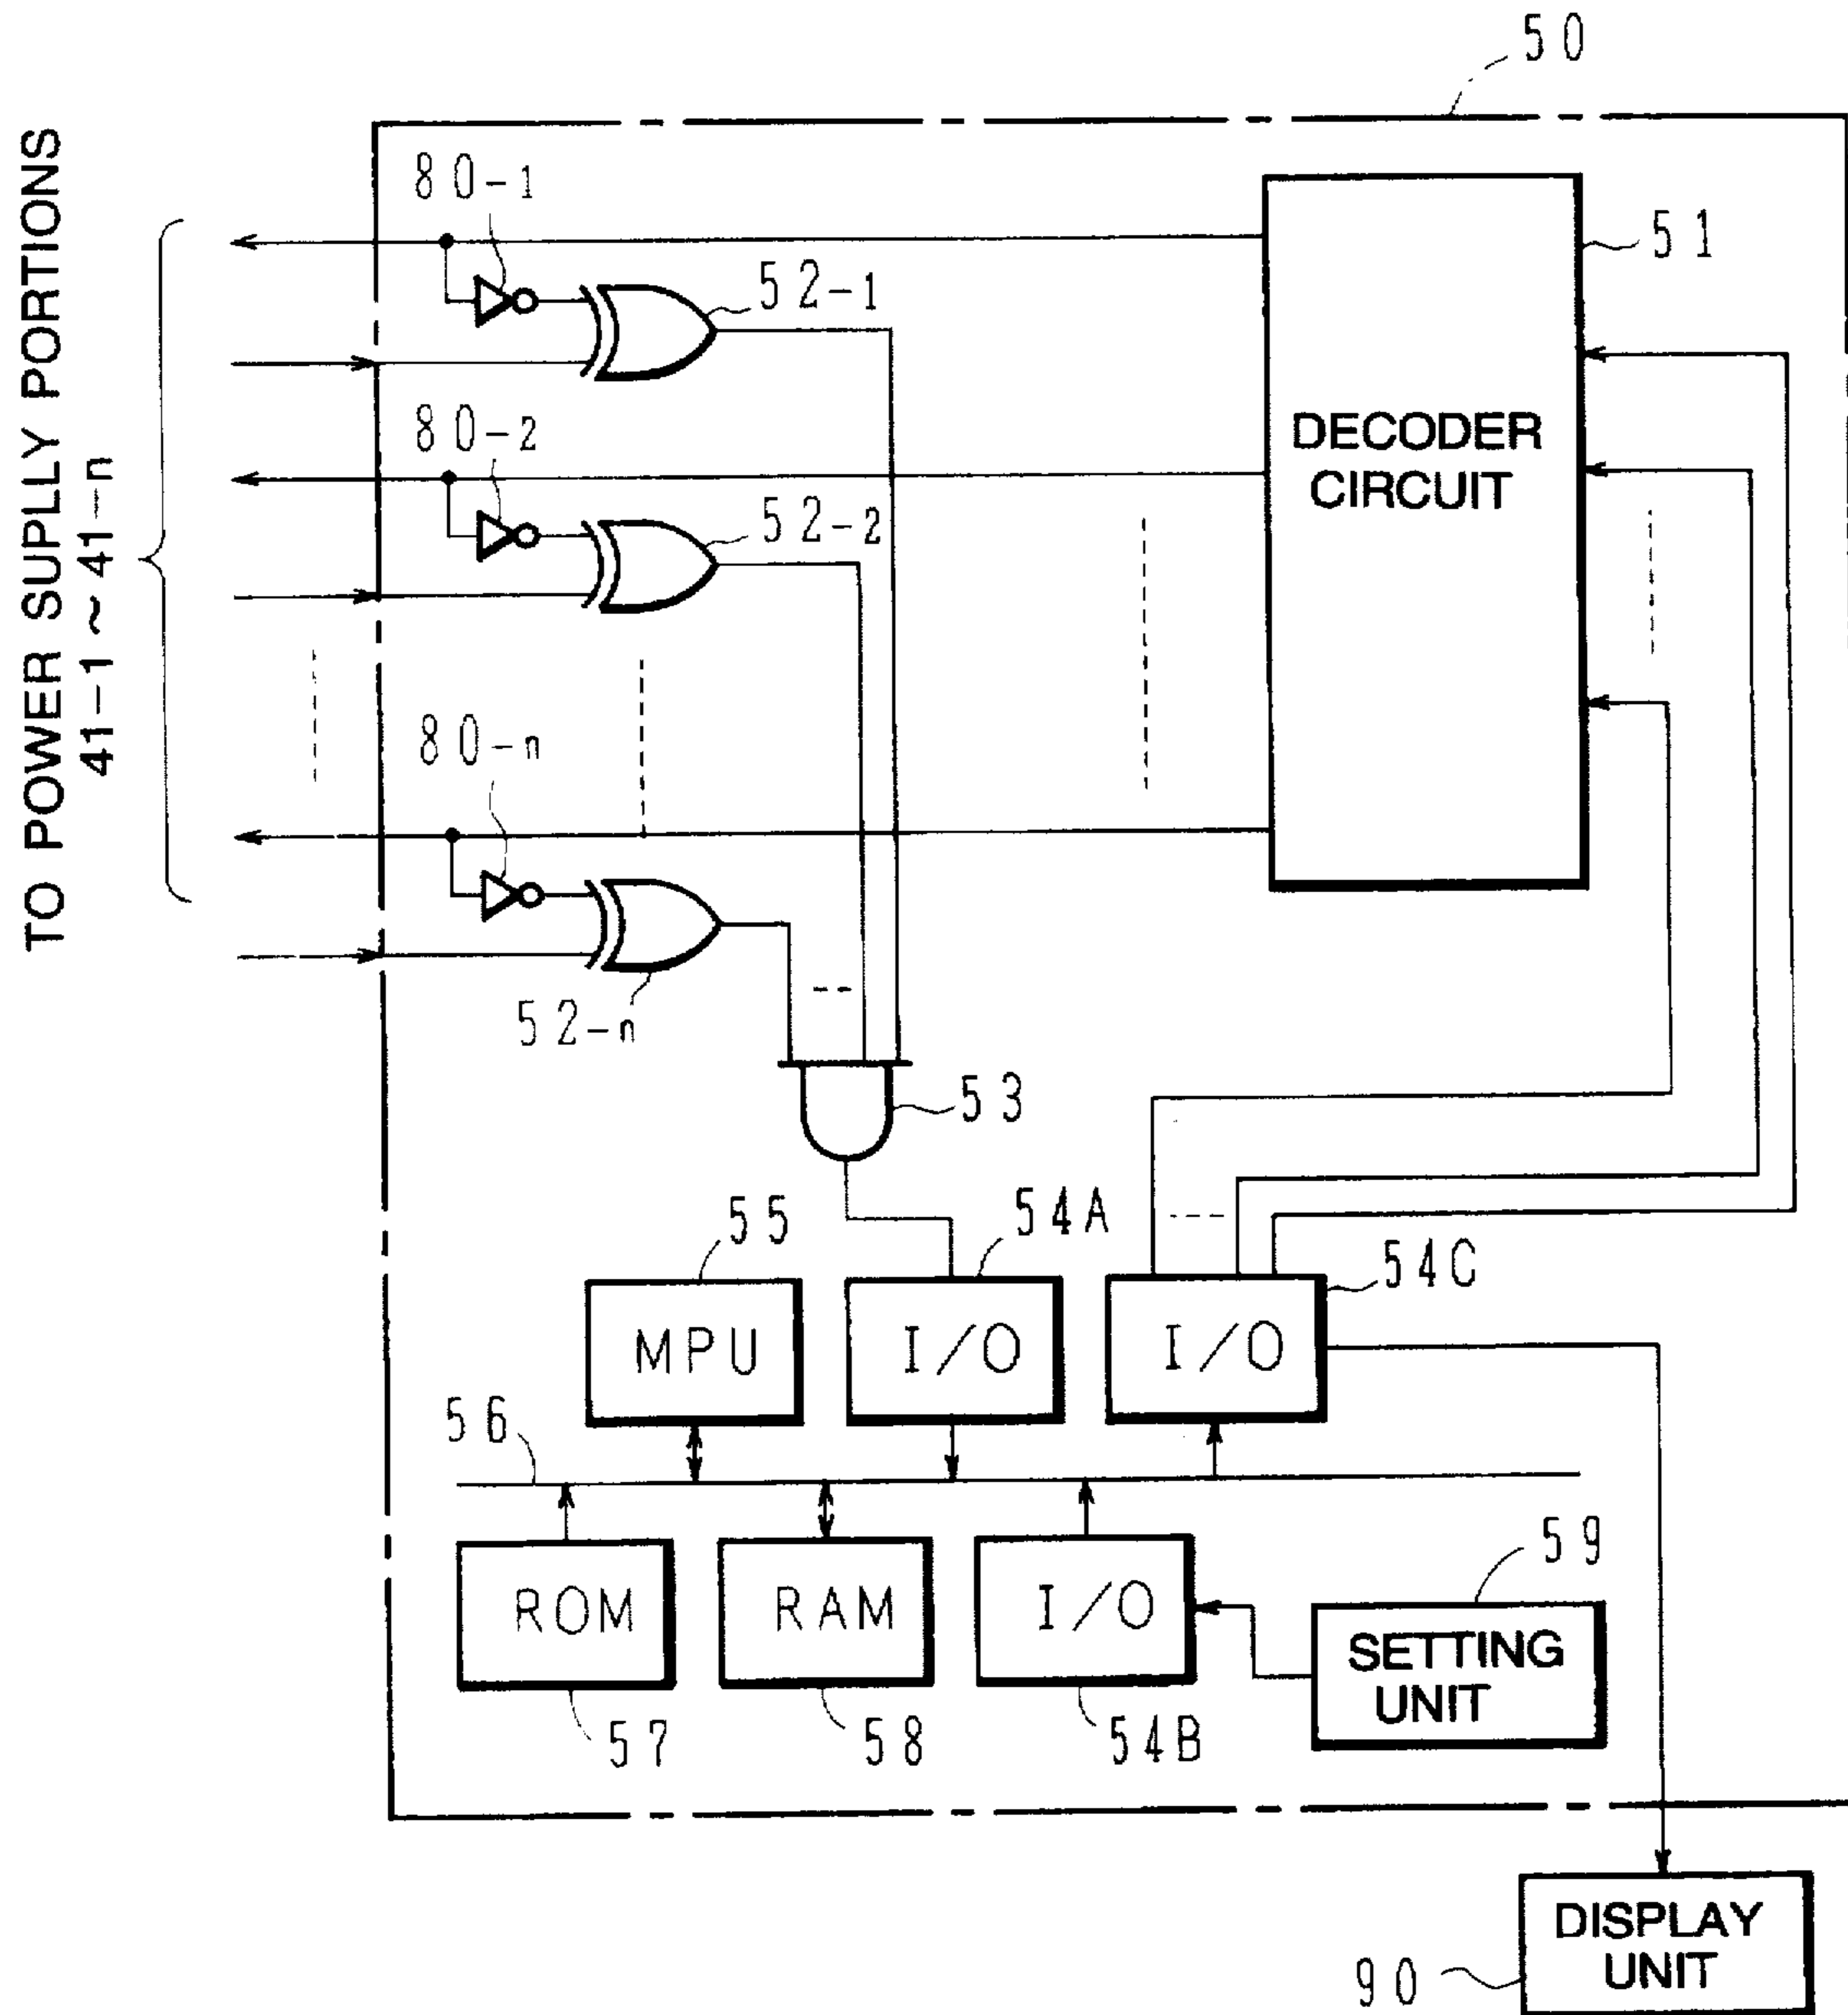 50
TO POWER SUPLLY PORTIONS
41-1 ~ 41-n
80-1
51
52-1
80-2
DECODER
CIRCUIT
52-2
80-n
52-n
53
55
54A
54C
MPU
I/O
I/O
56
59
ROM
RAM
I/O
SETTING
UNIT
57
58
54B
DISPLAY
UNIT
90